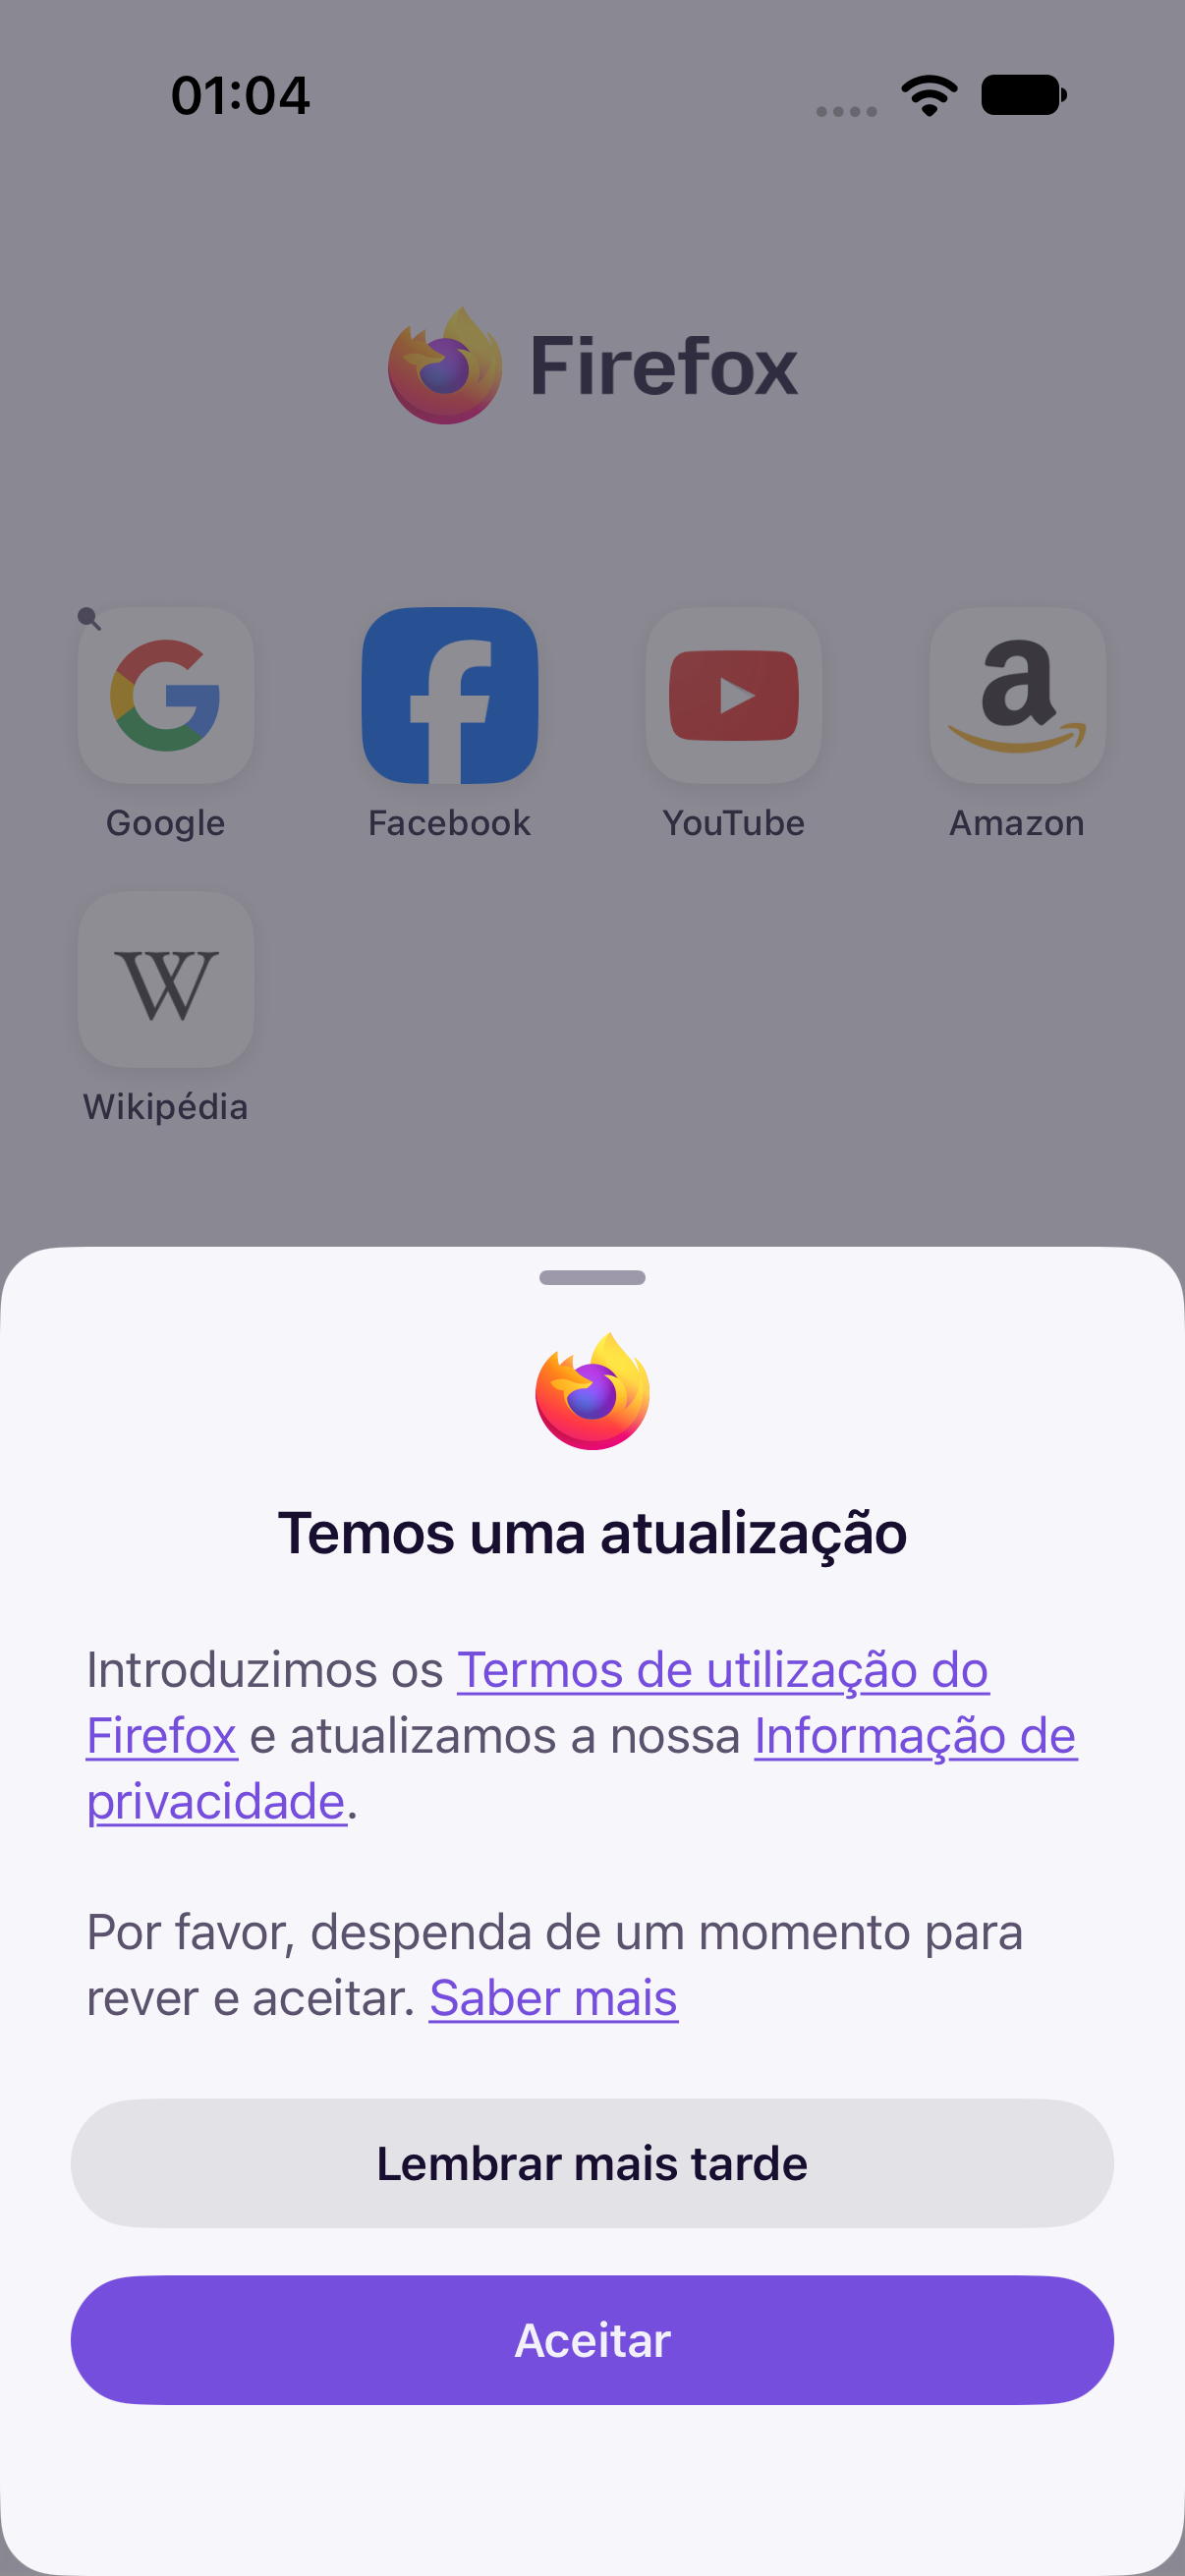 01:04
Firefox
Google
Facebook
YouTube
Amazon
W
Wikipédia
Temos uma atualização
Introduzimos os Termos de utilização do
Firefox e atualizamos a nossa Informação de
privacidade.
Por favor, despenda de um momento para
rever e aceitar. Saber mais
Lembrar mais tarde
Aceitar